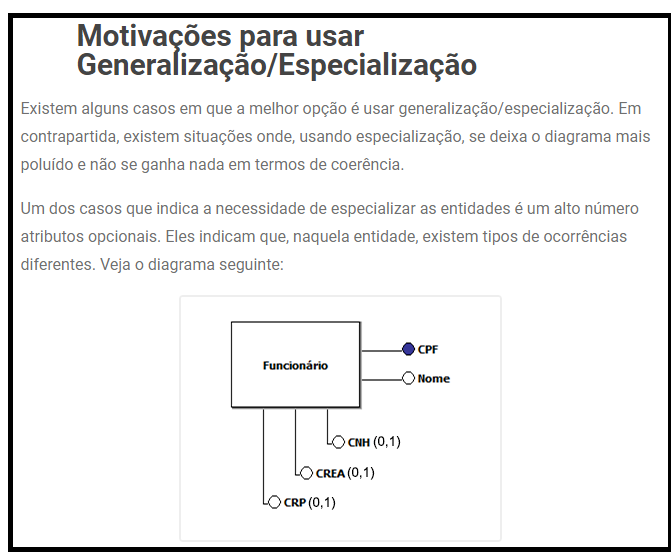 Motivações para usar
Generalização/Especialização
Existem alguns casos em que a melhor opção é usar generalização/especialização. Em
contrapartida, existem situações onde, usando especialização, se deixa o diagrama mais
poluído e não se ganha nada em termos de coerência.
Um dos casos que indica a necessidade de especializar as entidades é um alto número
atributos opcionais. Eles indicam que, naquela entidade, existem tipos de ocorrências
diferentes. Veja o diagrama seguinte:
Funcionário
CPF
Nome
CNH (0,1)
CREA (0,1)
CRP (0,1)